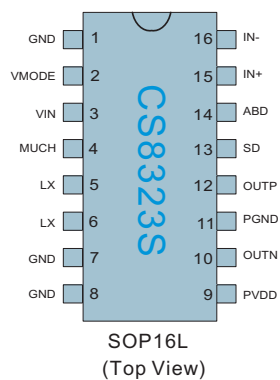 GND 1 16 IN-
VMODE 2 15 IN+
VIN 3 14 ABD
MUCH 4 13 SD
LX 5 12 OUTP
LX 6 11 PGND
GND 7 10 OUTN
GND 8 9 PVDD
CS8323S
SOP16L
(Top View)